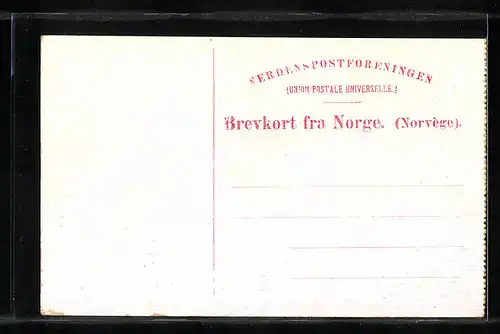 VERDENSPOSTFORENINGEN
(UNION POSTALE UNIVERSELLE.)
Brevkort fra Norge. (Norvège).